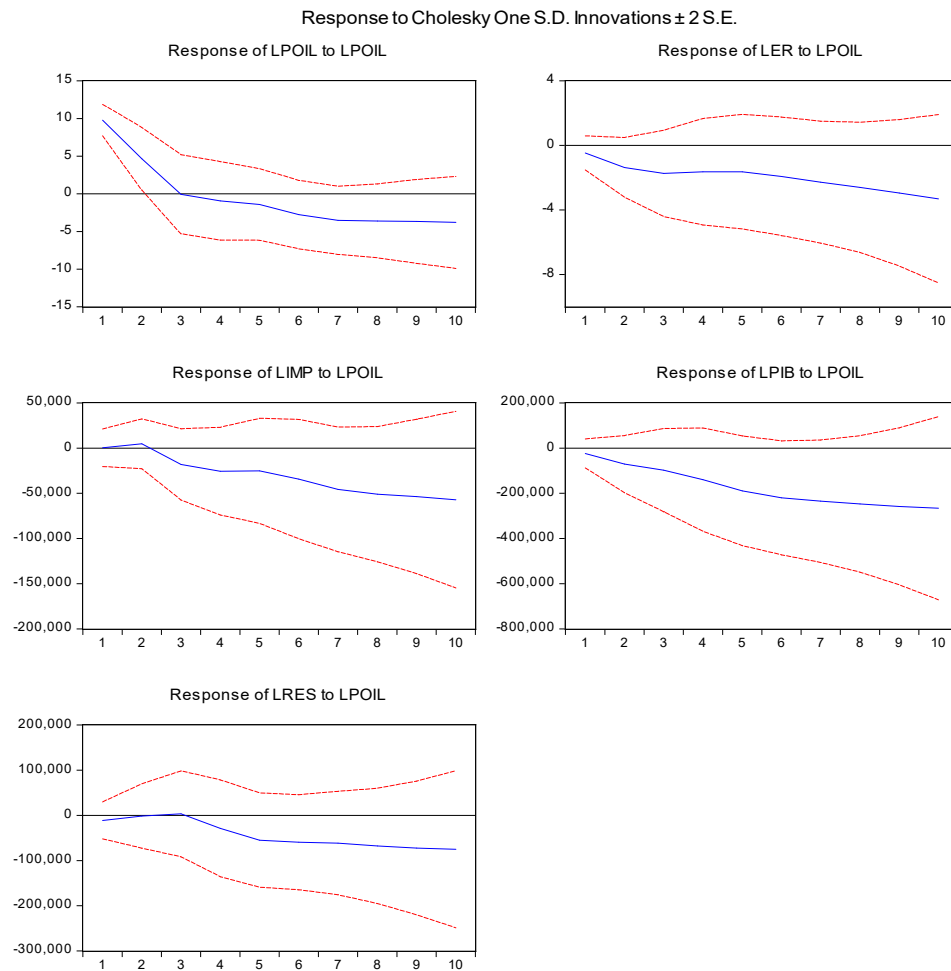 Response to Cholesky One S.D. Innovations ± 2 S.E.
Response of LPOIL to LPOIL
15
10
5
0
-5
-10
-15
1 2 3 4 5 6 7 8 9 10
Response of LER to LPOIL
4
0
-4
-8
1 2 3 4 5 6 7 8 9 10
Response of LIMP to LPOIL
50,000
0
-50,000
-100,000
-150,000
-200,000
1 2 3 4 5 6 7 8 9 10
Response of LPIB to LPOIL
200,000
0
-200,000
-400,000
-600,000
-800,000
1 2 3 4 5 6 7 8 9 10
Response of LRES to LPOIL
200,000
100,000
0
-100,000
-200,000
-300,000
1 2 3 4 5 6 7 8 9 10